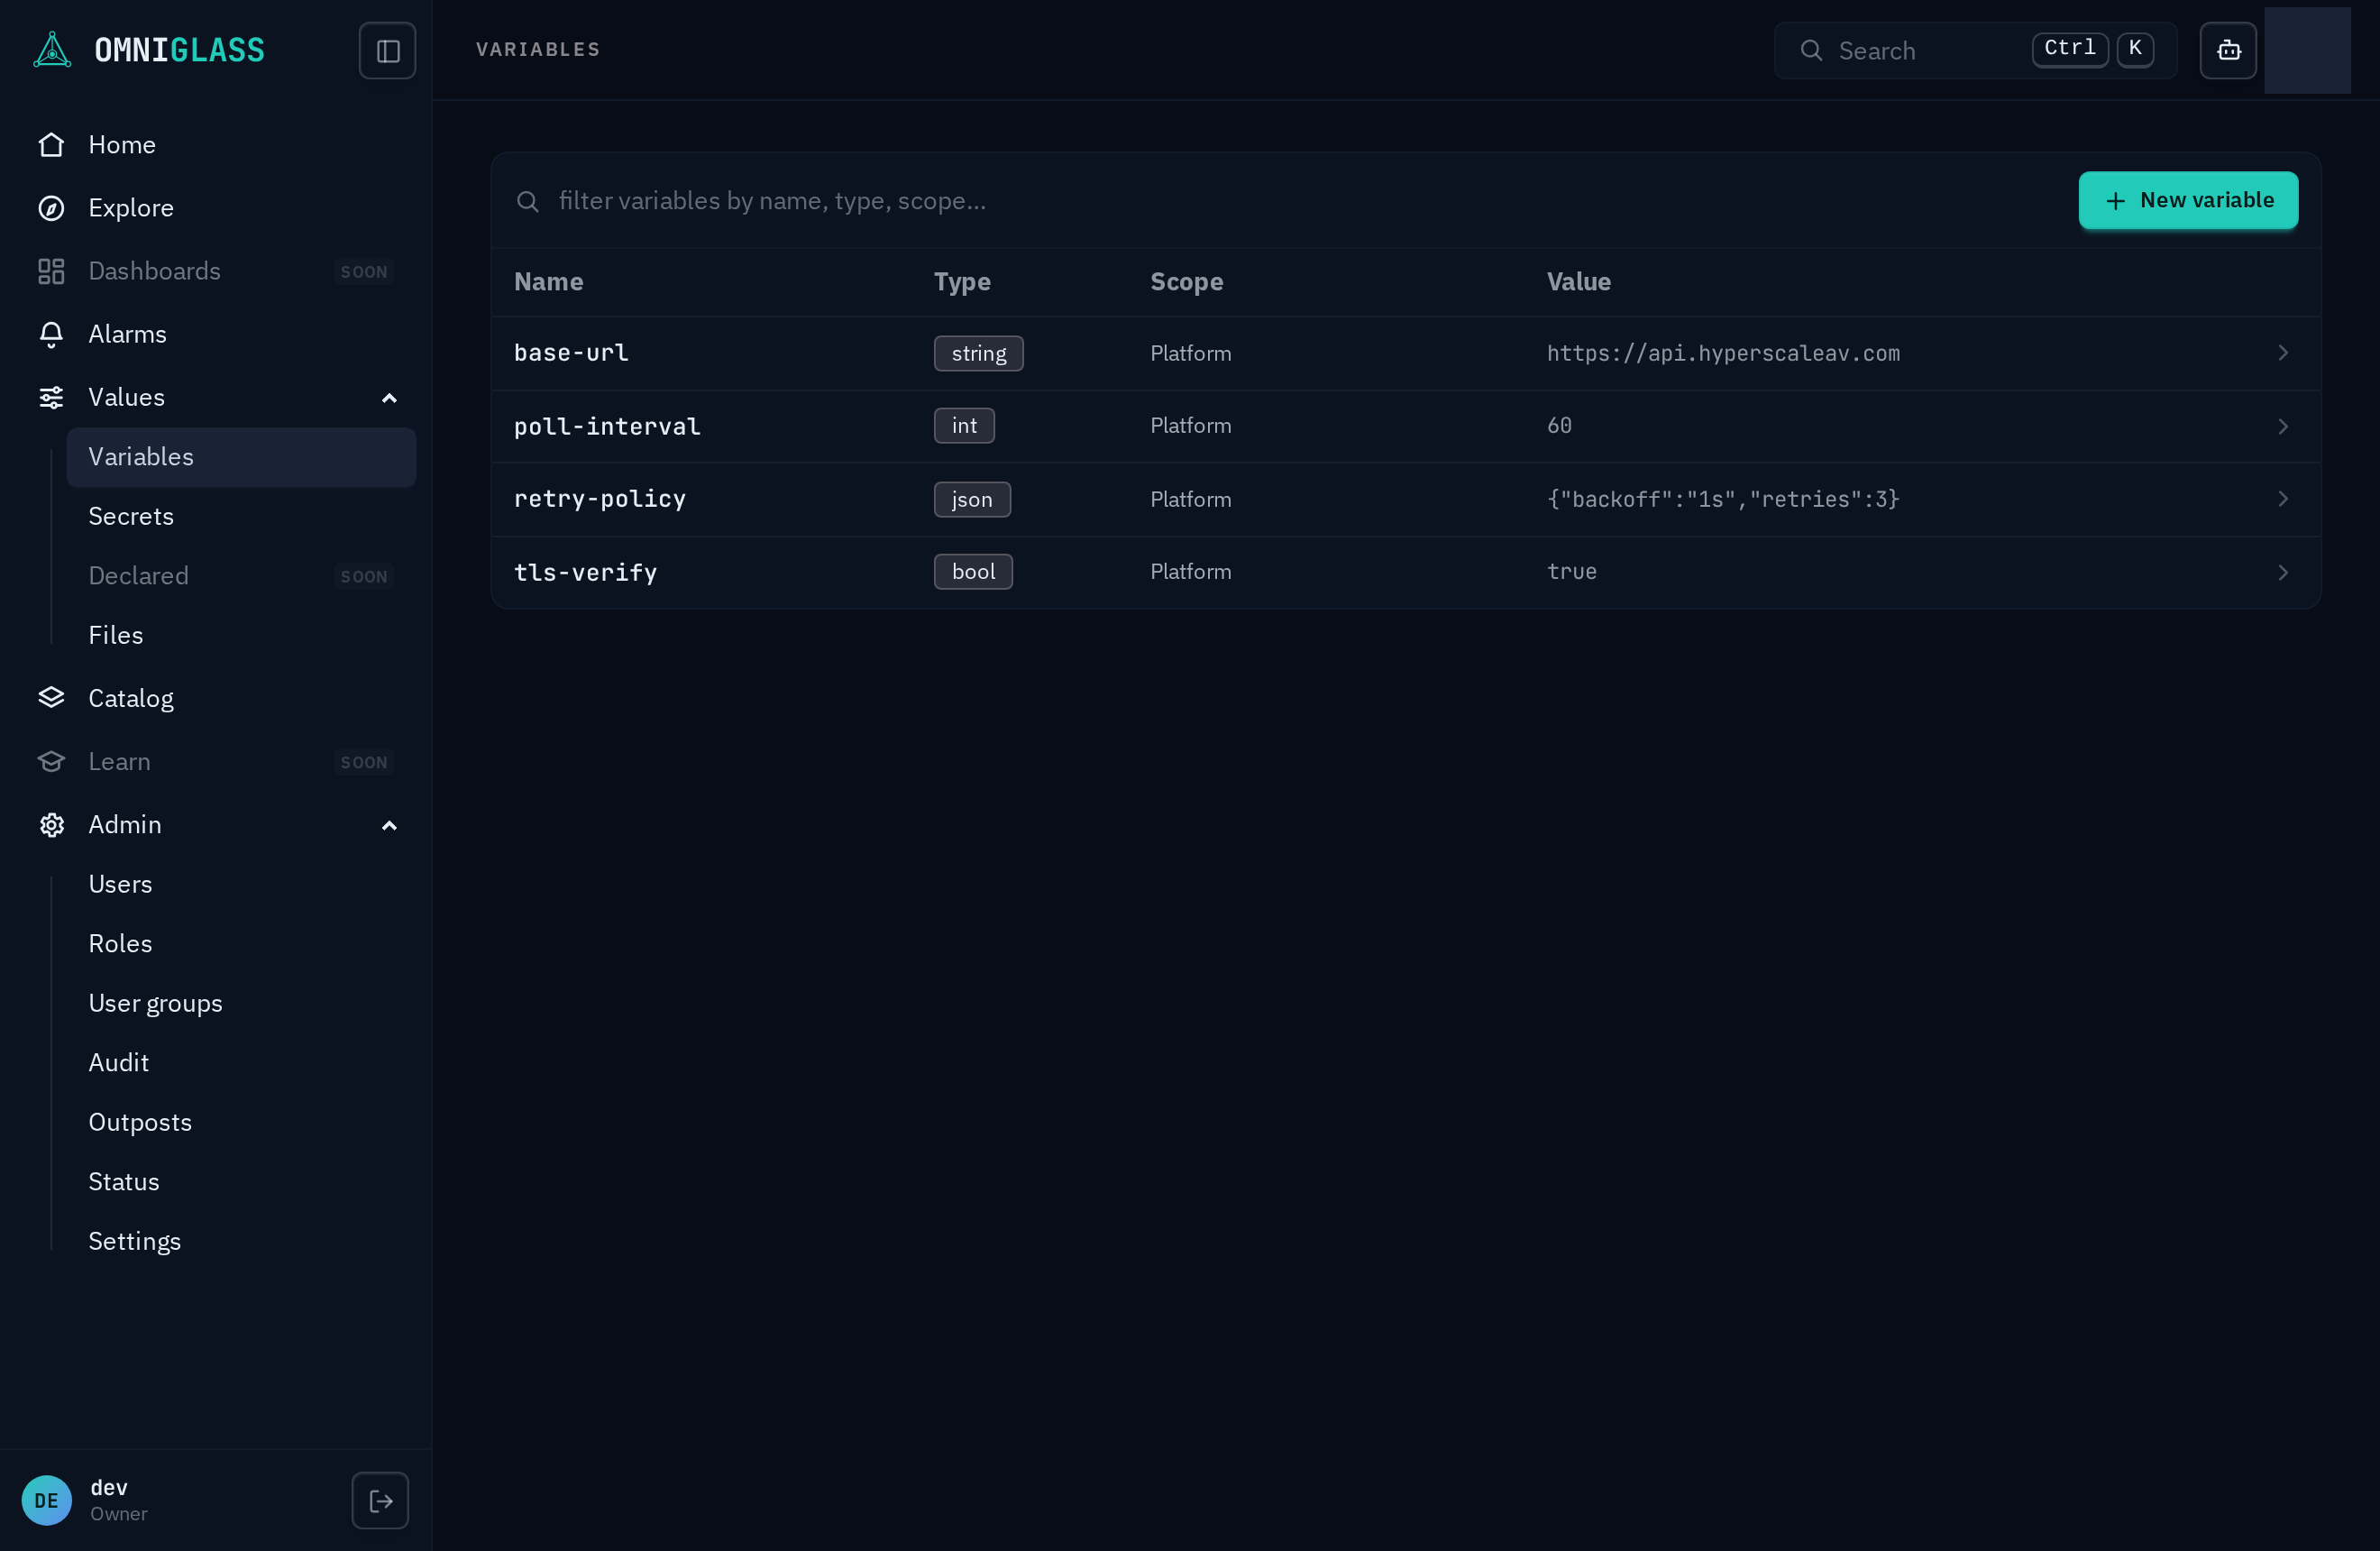 OMNIGLASS
VARIABLES
Search
Ctrl K
Home
Explore
Dashboards SOON
Alarms
Values
Variables
Secrets
Declared SOON
Files
Catalog
Learn SOON
Admin
Users
Roles
User groups
Audit
Outposts
Status
Settings
DE
dev
Owner
filter variables by name, type, scope...
New variable
Name Type Scope Value
base-url string Platform https://api.hyperscaleav.com
poll-interval int Platform 60
retry-policy json Platform {"backoff":"1s","retries":3}
tls-verify bool Platform true